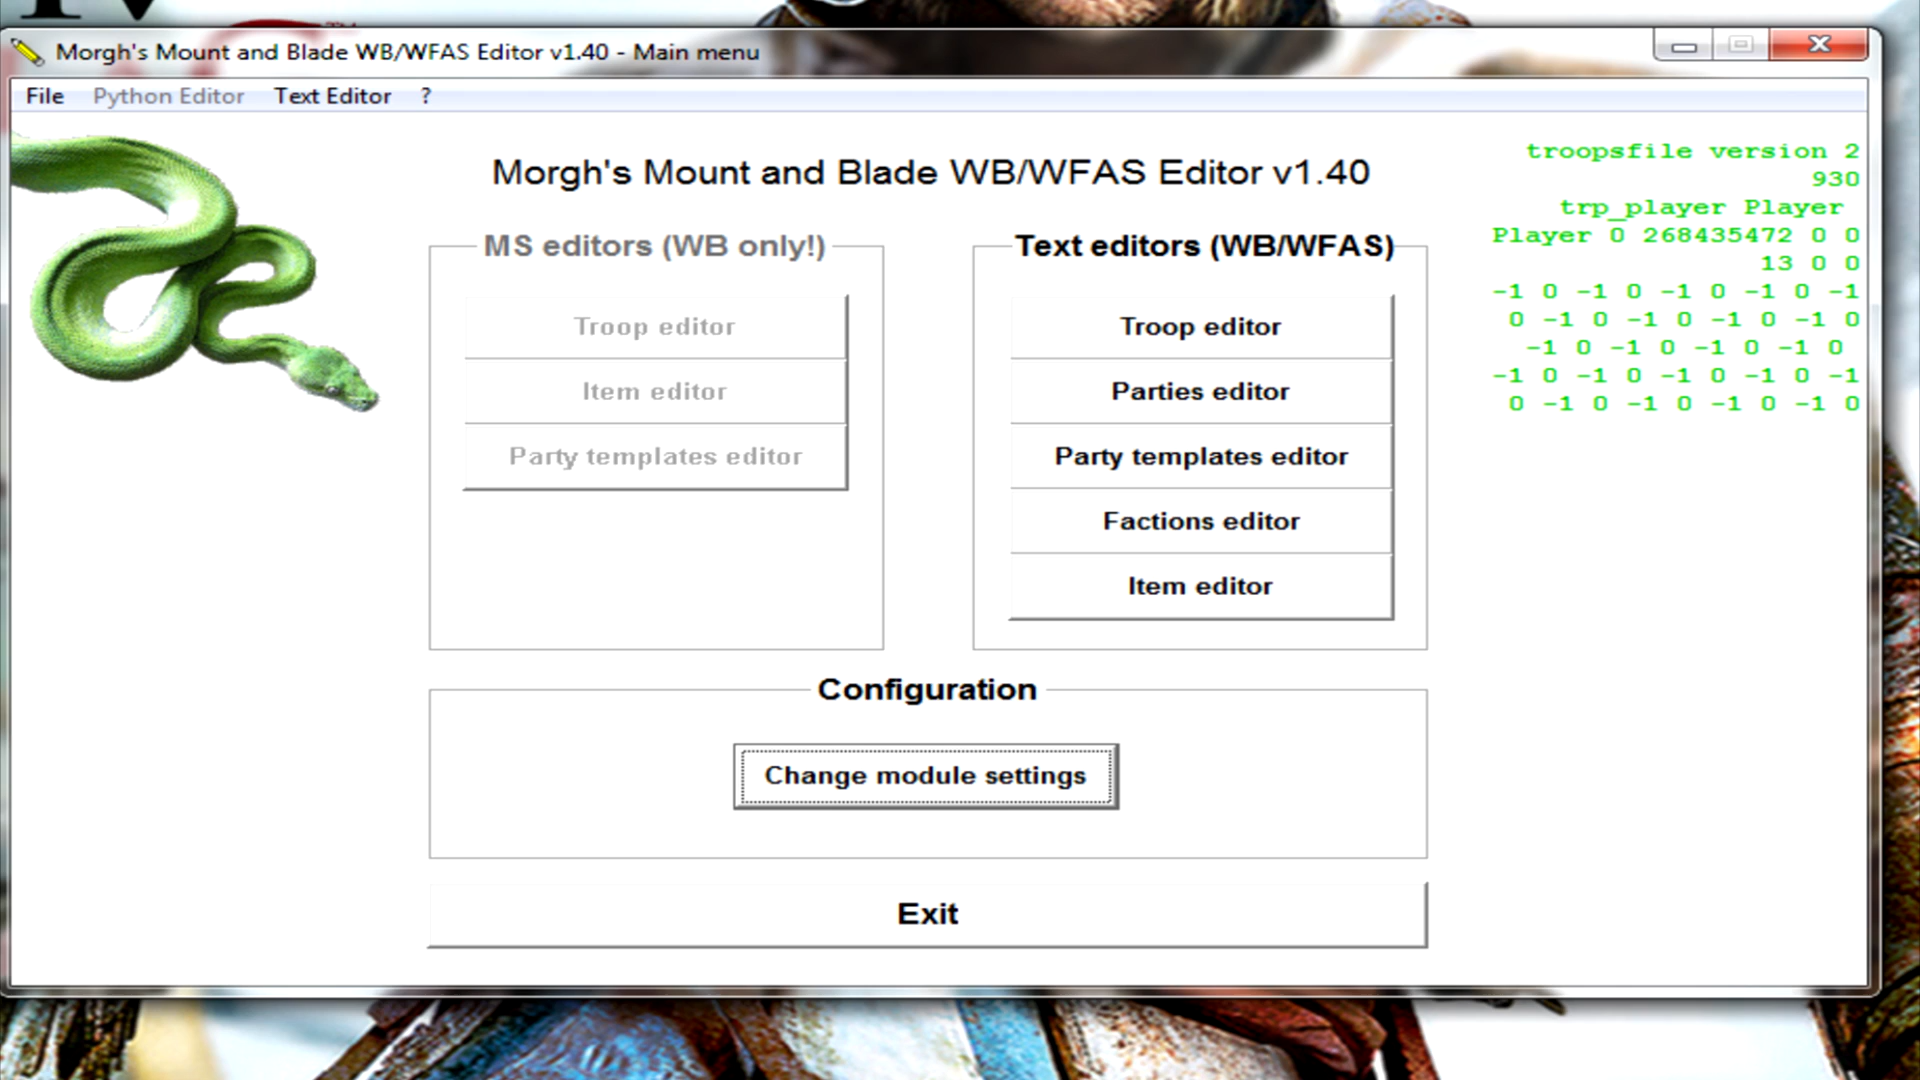 Morgh's Mount and Blade WB/WFAS Editor v1.40 - Main menu
File Python Editor Text Editor ?
Morgh's Mount and Blade WB/WFAS Editor v1.40
MS editors (WB only!)
Troop editor
Item editor
Party templates editor
Text editors (WB/WFAS)
Troop editor
Parties editor
Party templates editor
Factions editor
Item editor
Configuration
Change module settings
Exit
troopsfile version 2
930
trp_player Player
Player 0 268435472 0 0
13 0 0
-1 0 -1 0 -1 0 -1 0 -1
0 -1 0 -1 0 -1 0 -1 0
-1 0 -1 0 -1 0 -1 0
-1 0 -1 0 -1 0 -1 0 -1
0 -1 0 -1 0 -1 0 -1 0
TM